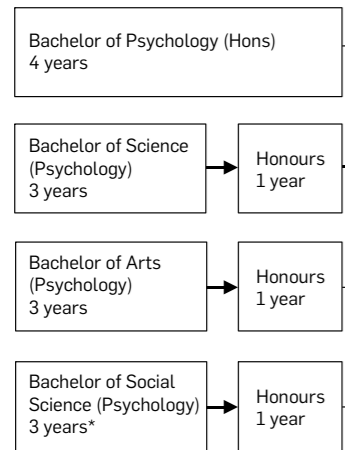 Bachelor of Psychology (Hons)
4 years
Bachelor of Science
(Psychology)
3 years
Honours
1 year
Bachelor of Arts
(Psychology)
3 years
Honours
1 year
Bachelor of Social
Science (Psychology)
3 years*
Honours
1 year